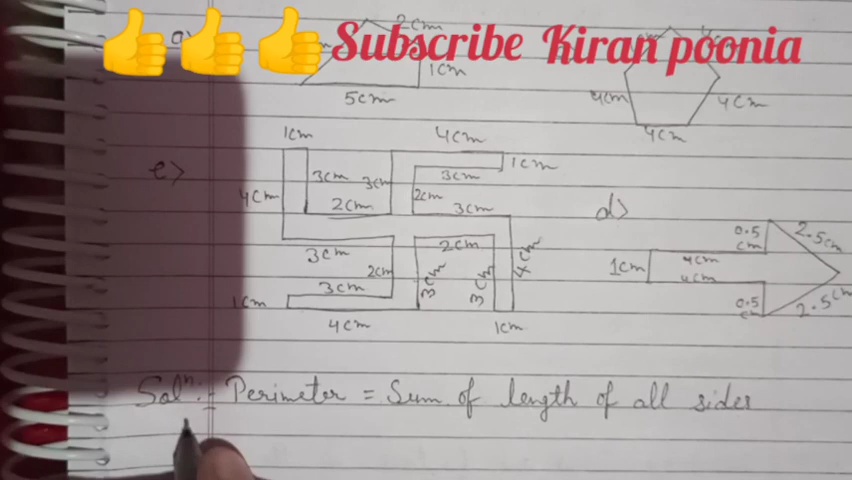 👍👍👍Subscribe Kiran poonia
a)
2cm
1cm
5cm
4cm
4cm
4cm
e>
1cm
4cm
1cm
3cm
3cm
3cm
4cm
2cm
2cm
3cm
3cm
2cm
2cm
3cm
1cm
4cm
3cm
3cm
4cm
1cm
d>
0.5
cm
2.5cm
1cm
4cm
4cm
0.5
2.5cm
Solⁿ:- Perimeter = Sum of length of all sides